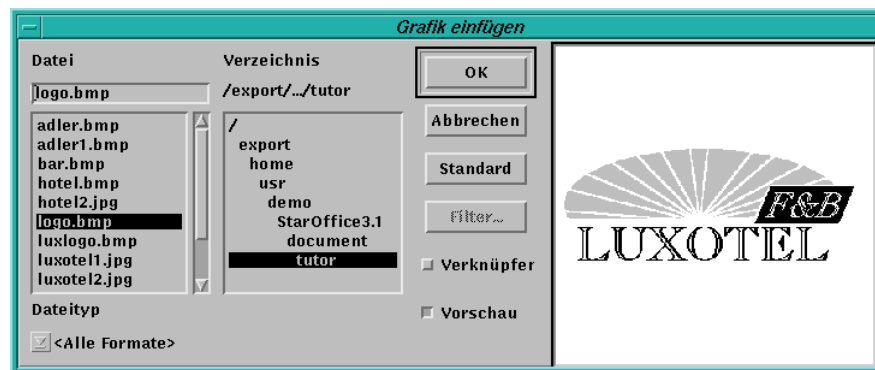 Grafik einfügen
Datei
logo.bmp
adler.bmp
adler1.bmp
bar.bmp
hotel.bmp
hotel2.jpg
logo.bmp
luxlogo.bmp
luxotel1.jpg
luxotel2.jpg
Dateityp
<Alle Formate>
Verzeichnis
/export/.../tutor
/
export
home
usr
demo
StarOffice3.1
document
tutor
OK
Abbrechen
Standard
Filter...
Verknüpfer
Vorschau
F&B
LUXOTEL